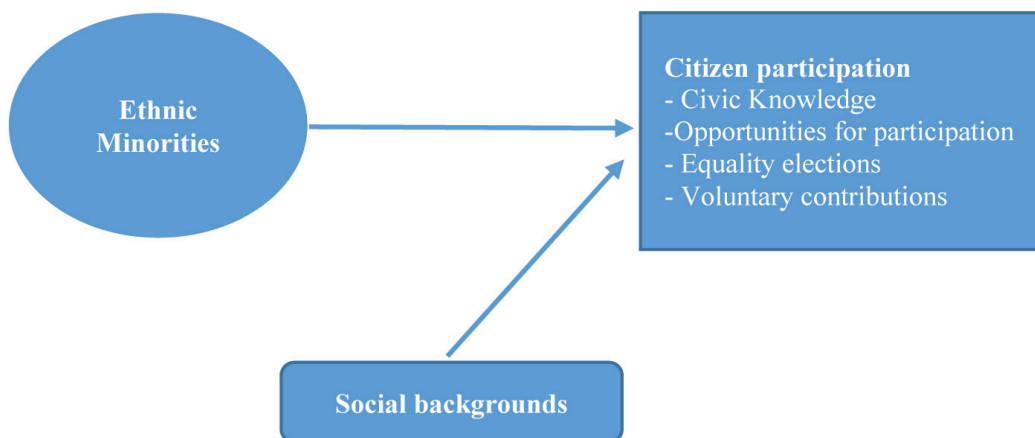 Ethnic
Minorities
Citizen participation
- Civic Knowledge
-Opportunities for participation
- Equality elections
- Voluntary contributions
Social backgrounds